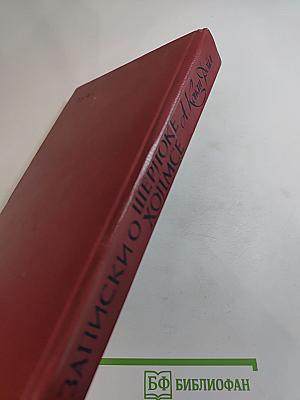 А. Конан Дойл
ЗАПИСКИ О ШЕРЛОКЕ
ХОЛМСЕ
БФ БИБЛИОФАН